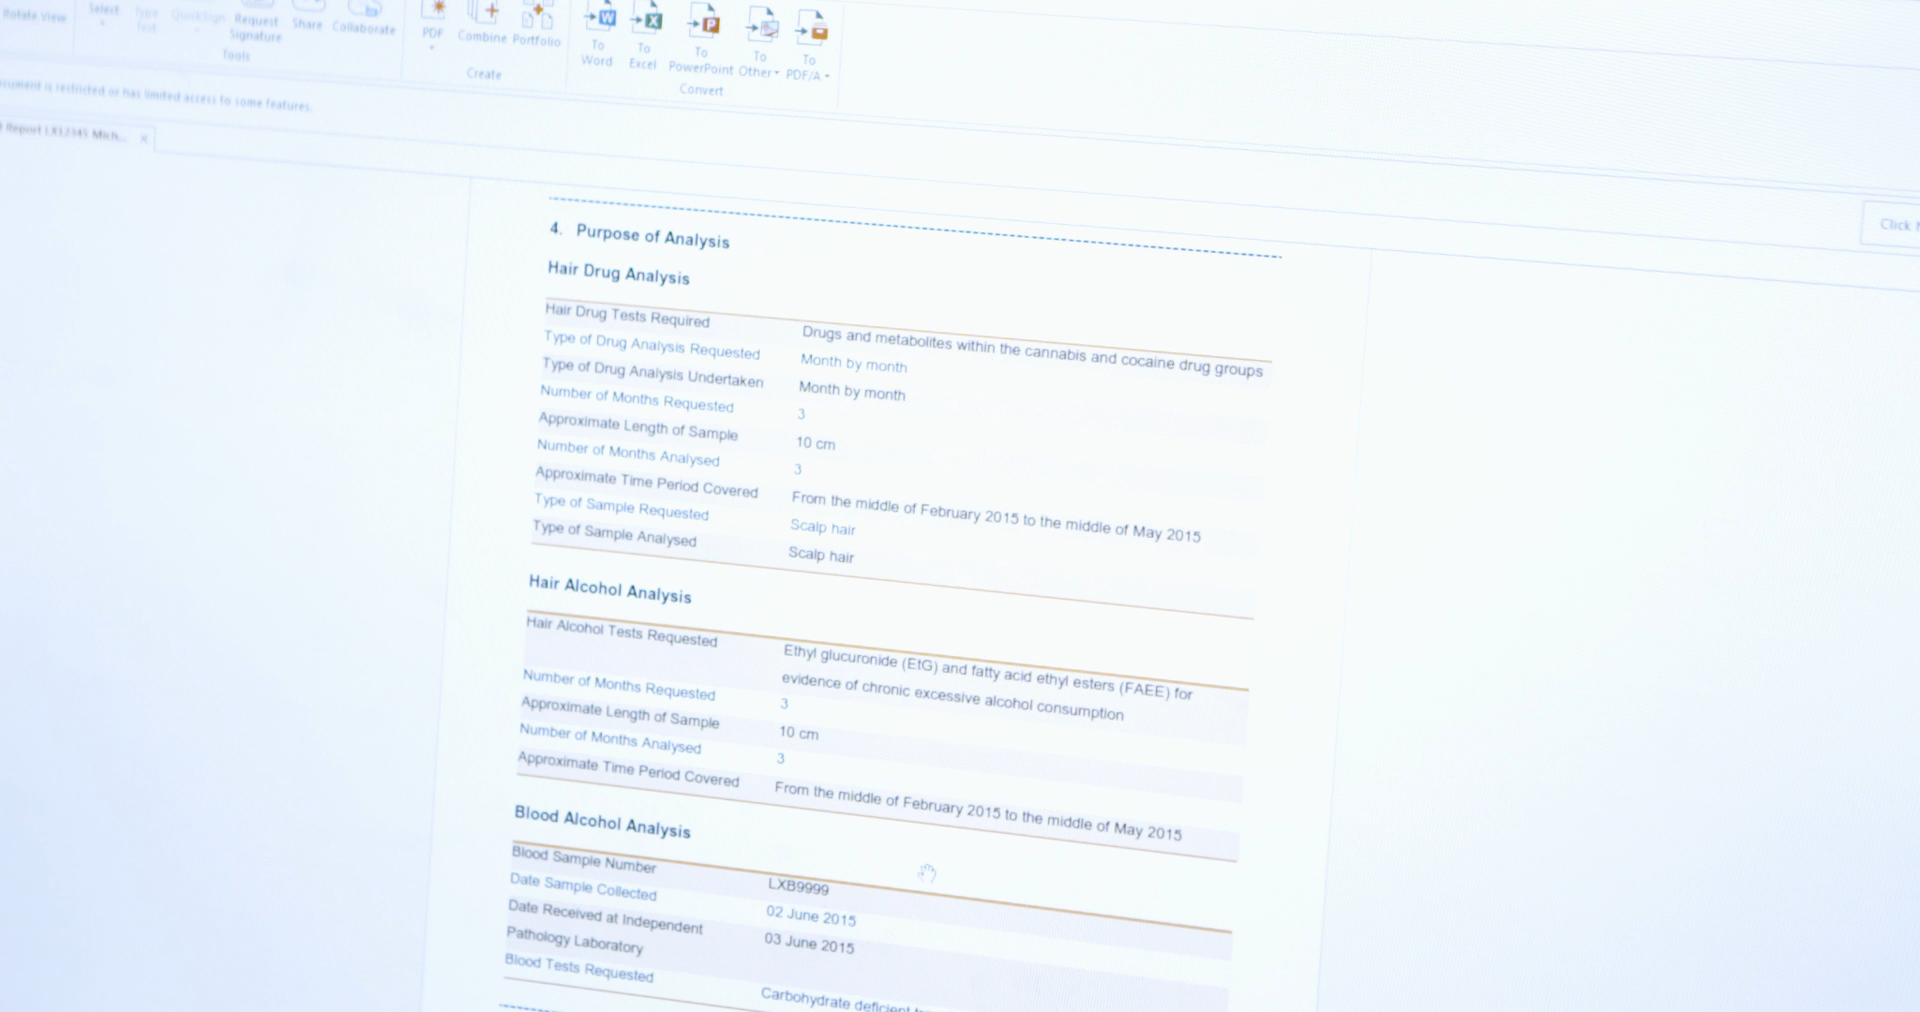 Rotate View
Select
Type Text
QuickSign
Request Signature
Share
Collaborate
Tools
PDF
Combine
Portfolio
Create
To Word
To Excel
To PowerPoint
To Other
To PDF/A
Convert
is restricted or has limited access to some features.
Report LX12345 Mich...
Click
4. Purpose of Analysis
Hair Drug Analysis
Hair Drug Tests Required Drugs and metabolites within the cannabis and cocaine drug groups
Type of Drug Analysis Requested Month by month
Type of Drug Analysis Undertaken Month by month
Number of Months Requested 3
Approximate Length of Sample 10 cm
Number of Months Analysed 3
Approximate Time Period Covered From the middle of February 2015 to the middle of May 2015
Type of Sample Requested Scalp hair
Type of Sample Analysed Scalp hair
Hair Alcohol Analysis
Hair Alcohol Tests Requested Ethyl glucuronide (EtG) and fatty acid ethyl esters (FAEE) for
evidence of chronic excessive alcohol consumption
Number of Months Requested 3
Approximate Length of Sample 10 cm
Number of Months Analysed 3
Approximate Time Period Covered From the middle of February 2015 to the middle of May 2015
Blood Alcohol Analysis
Blood Sample Number LXB9999
Date Sample Collected 02 June 2015
Date Received at Independent 03 June 2015
Pathology Laboratory
Blood Tests Requested Carbohydrate deficient